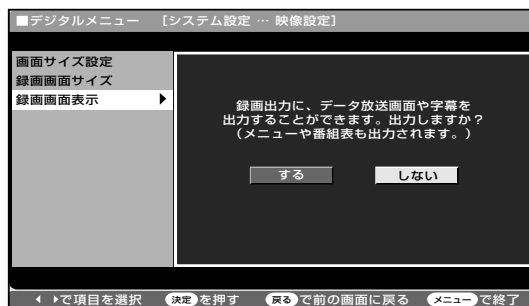 ■デジタルメニュー [システム設定 … 映像設定]
画面サイズ設定
録画画面サイズ
録画画面表示
録画出力に、データ放送画面や字幕を
出力することができます。出力しますか？
（メニューや番組表も出力されます。）
する しない
で項目を選択 決定を押す 戻るで前の画面に戻る メニューで終了